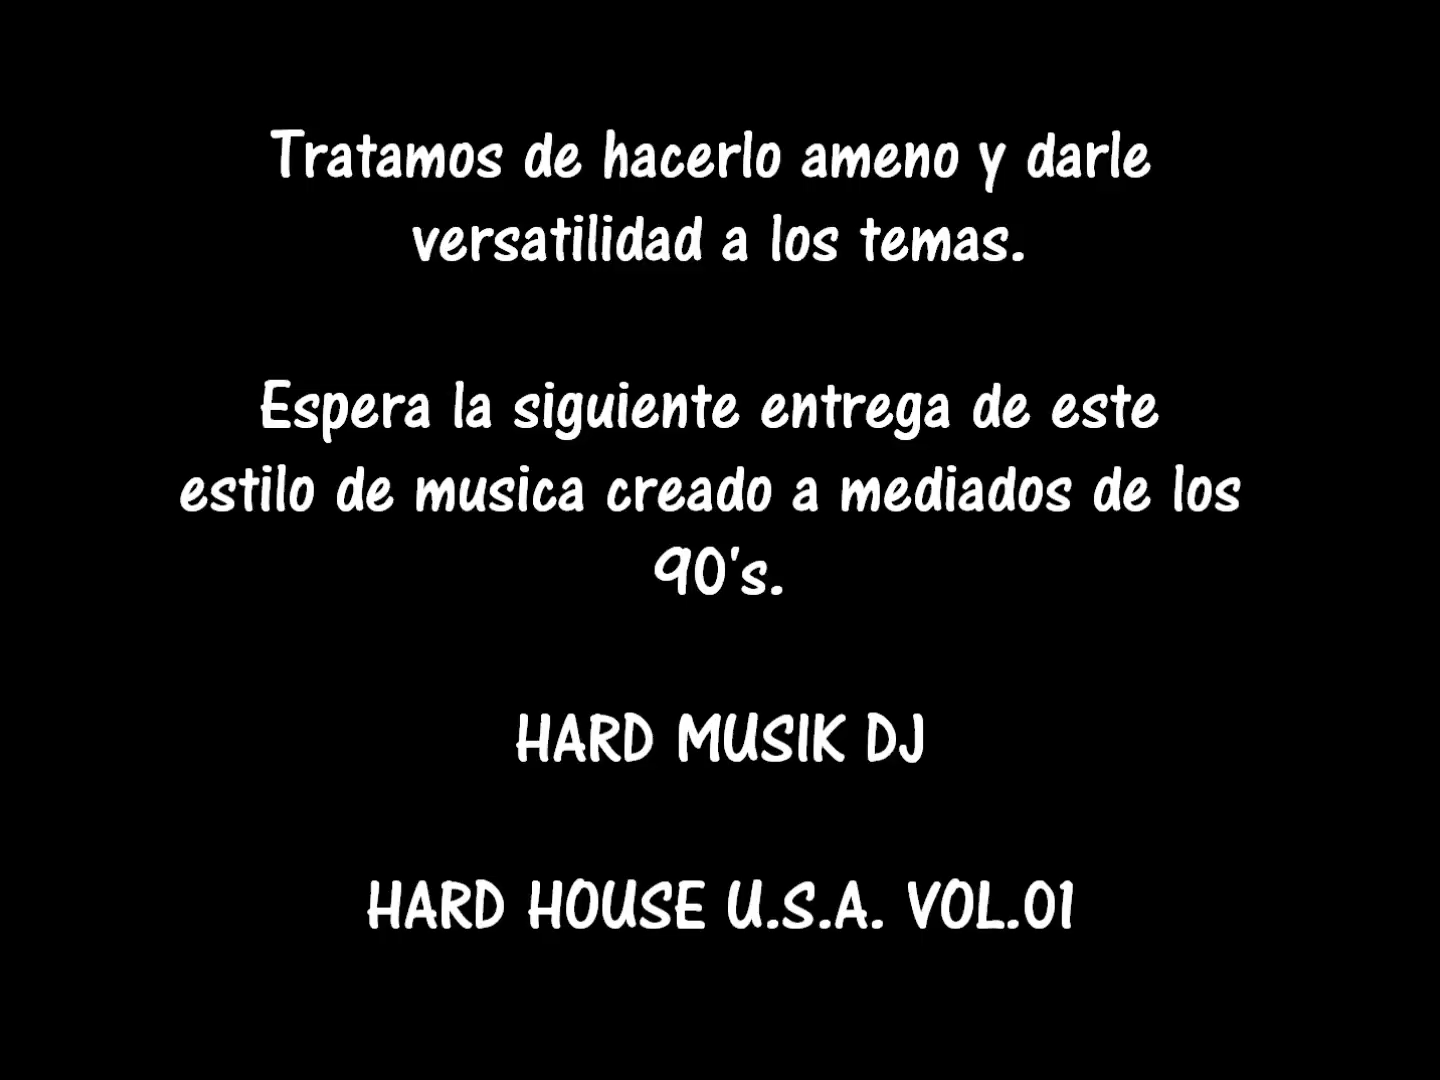 Tratamos de hacerlo ameno y darle
versatilidad a los temas.
Espera la siguiente entrega de este
estilo de musica creado a mediados de los
90's.
HARD MUSIK DJ
HARD HOUSE U.S.A. VOL.01